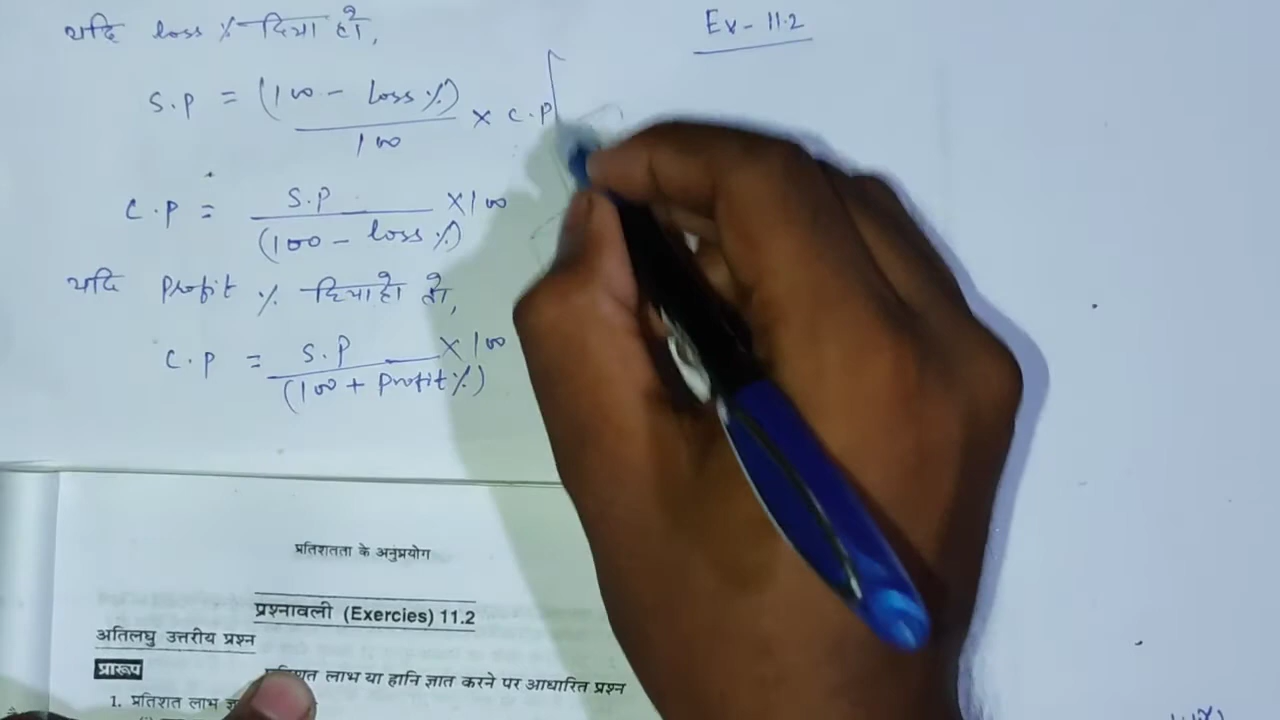 यदि loss % दिया हो,
Ex - 11.2
S.P = (100 - loss %) / 100 × C.P
C.P = S.P / (100 - loss %) × 100
यदि Profit % दिया हो तो,
C.P = S.P / (100 + Profit %) × 100
प्रतिशतता के अनुप्रयोग
प्रश्नावली (Exercies) 11.2
अतिलघु उत्तरीय प्रश्न
प्रारूप
लाभ या हानि ज्ञात करने पर आधारित प्रश्न
1. प्रतिशत लाभ